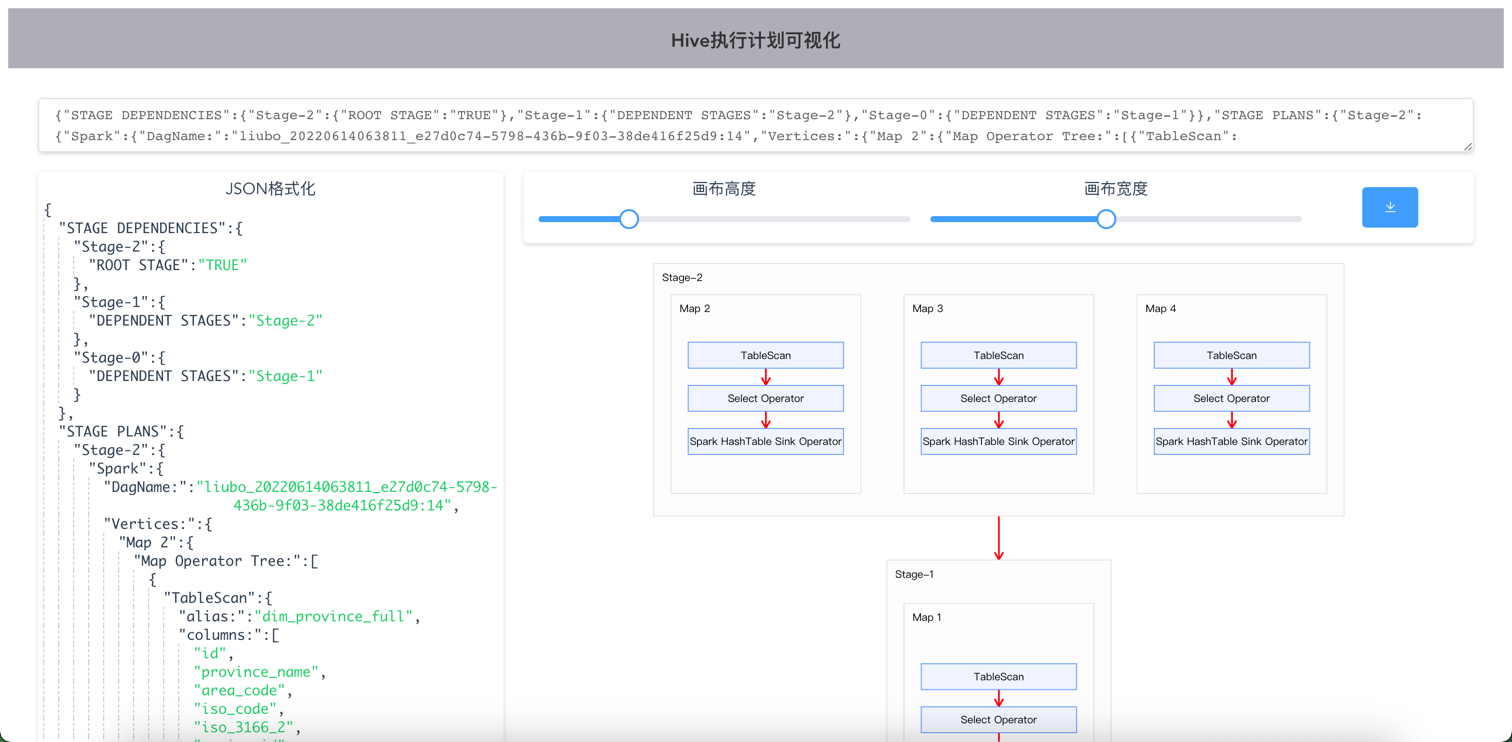 Hive执行计划可视化
{"STAGE DEPENDENCIES":{"Stage-2":{"ROOT STAGE":"TRUE"},"Stage-1":{"DEPENDENT STAGES":"Stage-2"},"Stage-0":{"DEPENDENT STAGES":"Stage-1"}},"STAGE PLANS":{"Stage-2":
{"Spark":{"DagName:":"liubo_20220614063811_e27d0c74-5798-436b-9f03-38de416f25d9:14","Vertices:":{"Map 2":{"Map Operator Tree:":[{"TableScan":
JSON格式化
{
"STAGE DEPENDENCIES":{
"Stage-2":{
"ROOT STAGE":"TRUE"
},
"Stage-1":{
"DEPENDENT STAGES":"Stage-2"
},
"Stage-0":{
"DEPENDENT STAGES":"Stage-1"
}
},
"STAGE PLANS":{
"Stage-2":{
"Spark":{
"DagName:":"liubo_20220614063811_e27d0c74-5798-
436b-9f03-38de416f25d9:14",
"Vertices:":{
"Map 2":{
"Map Operator Tree:":[
{
"TableScan":{
"alias:":"dim_province_full",
"columns:":[
"id",
"province_name",
"area_code",
"iso_code",
"iso_3166_2",
画布高度
画布宽度
Stage-2
Map 2
TableScan
Select Operator
Spark HashTable Sink Operator
Map 3
TableScan
Select Operator
Spark HashTable Sink Operator
Map 4
TableScan
Select Operator
Spark HashTable Sink Operator
Stage-1
Map 1
TableScan
Select Operator